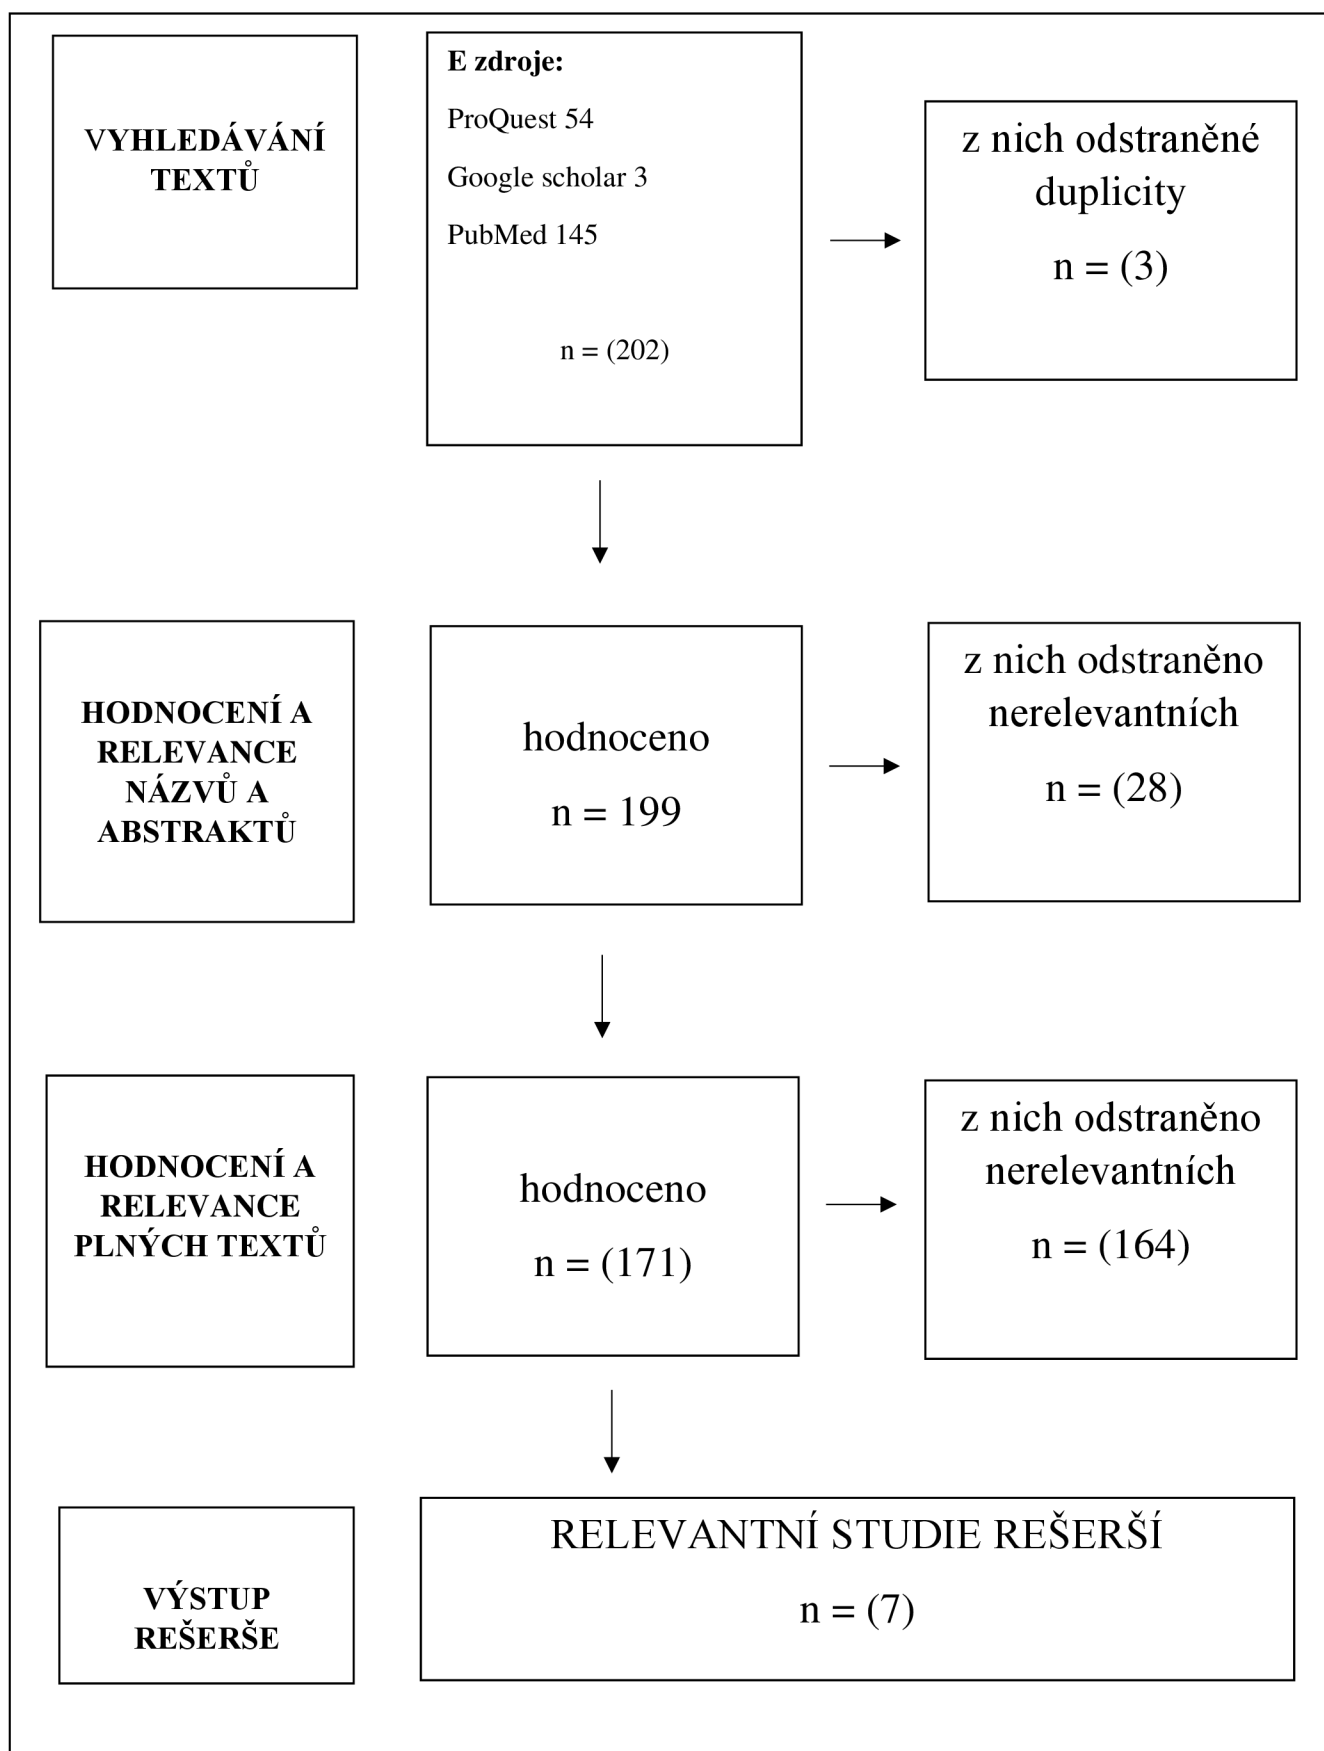 VYHLEDÁVÁNÍ
TEXTŮ
E zdroje:
ProQuest 54
Google scholar 3
PubMed 145
n = (202)
z nich odstraněné
duplicity
n = (3)
HODNOCENÍ A
RELEVANCE
NÁZVŮ A
ABSTRAKTŮ
hodnoceno
n = 199
z nich odstraněno
nerelevantních
n = (28)
HODNOCENÍ A
RELEVANCE
PLNÝCH TEXTŮ
hodnoceno
n = (171)
z nich odstraněno
nerelevantních
n = (164)
VÝSTUP
REŠERŠE
RELEVANTNÍ STUDIE REŠERŠÍ
n = (7)